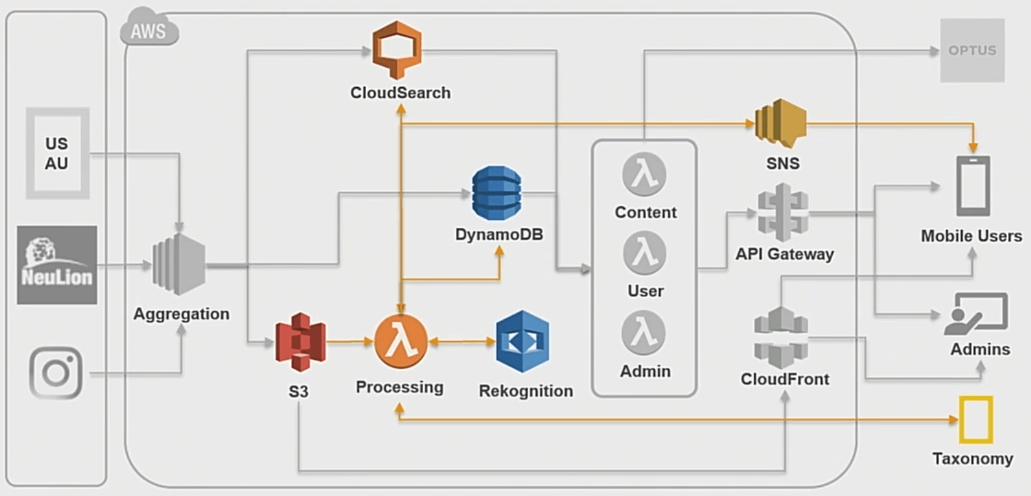 AWS
CloudSearch
OPTUS
US
AU
SNS
Content
DynamoDB
Mobile Users
API Gateway
NeuLion
User
Aggregation
Admin
Admins
CloudFront
Processing
Rekognition
S3
Taxonomy